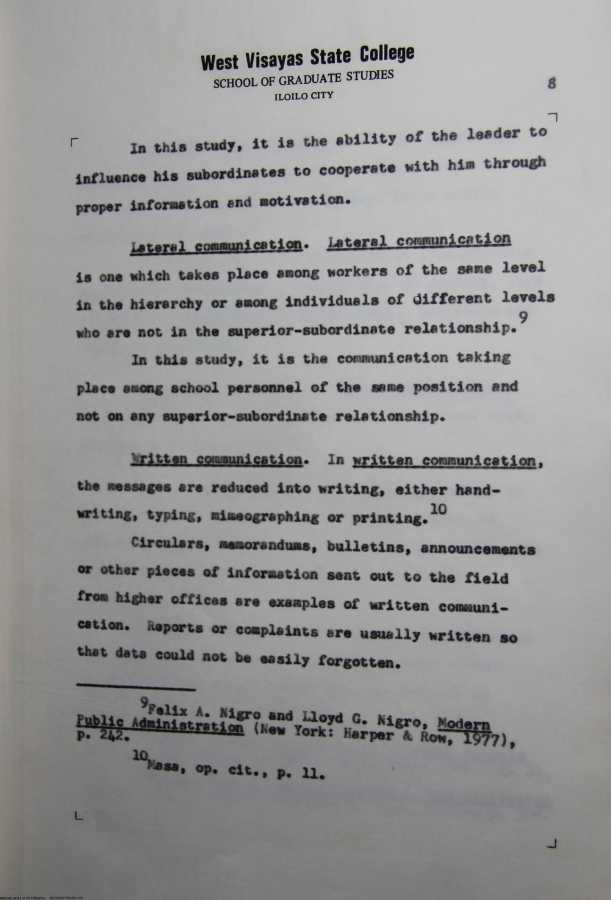 West Visayas State College
SCHOOL OF GRADUATE STUDIES
ILOILO CITY
8
In this study, it is the ability of the leader to
influence his subordinates to cooperate with him through
proper information and motivation.
Lateral communication. Lateral communication
is one which takes place among workers of the same level
in the hierarchy or among individuals of different levels
who are not in the superior-subordinate relationship.9
In this study, it is the communication taking
place among school personnel of the same position and
not on any superior-subordinate relationship.
Written communication. In written communication,
the messages are reduced into writing, either hand-
writing, typing, mimeographing or printing.10
Circulars, memorandums, bulletins, announcements
or other pieces of information sent out to the field
from higher offices are examples of written communi-
cation. Reports or complaints are usually written so
that data could not be easily forgotten.
9Felix A. Nigro and Lloyd G. Nigro, Modern
Public Administration (New York: Harper & Row, 1977),
p. 242.
10Masa, op. cit., p. 11.